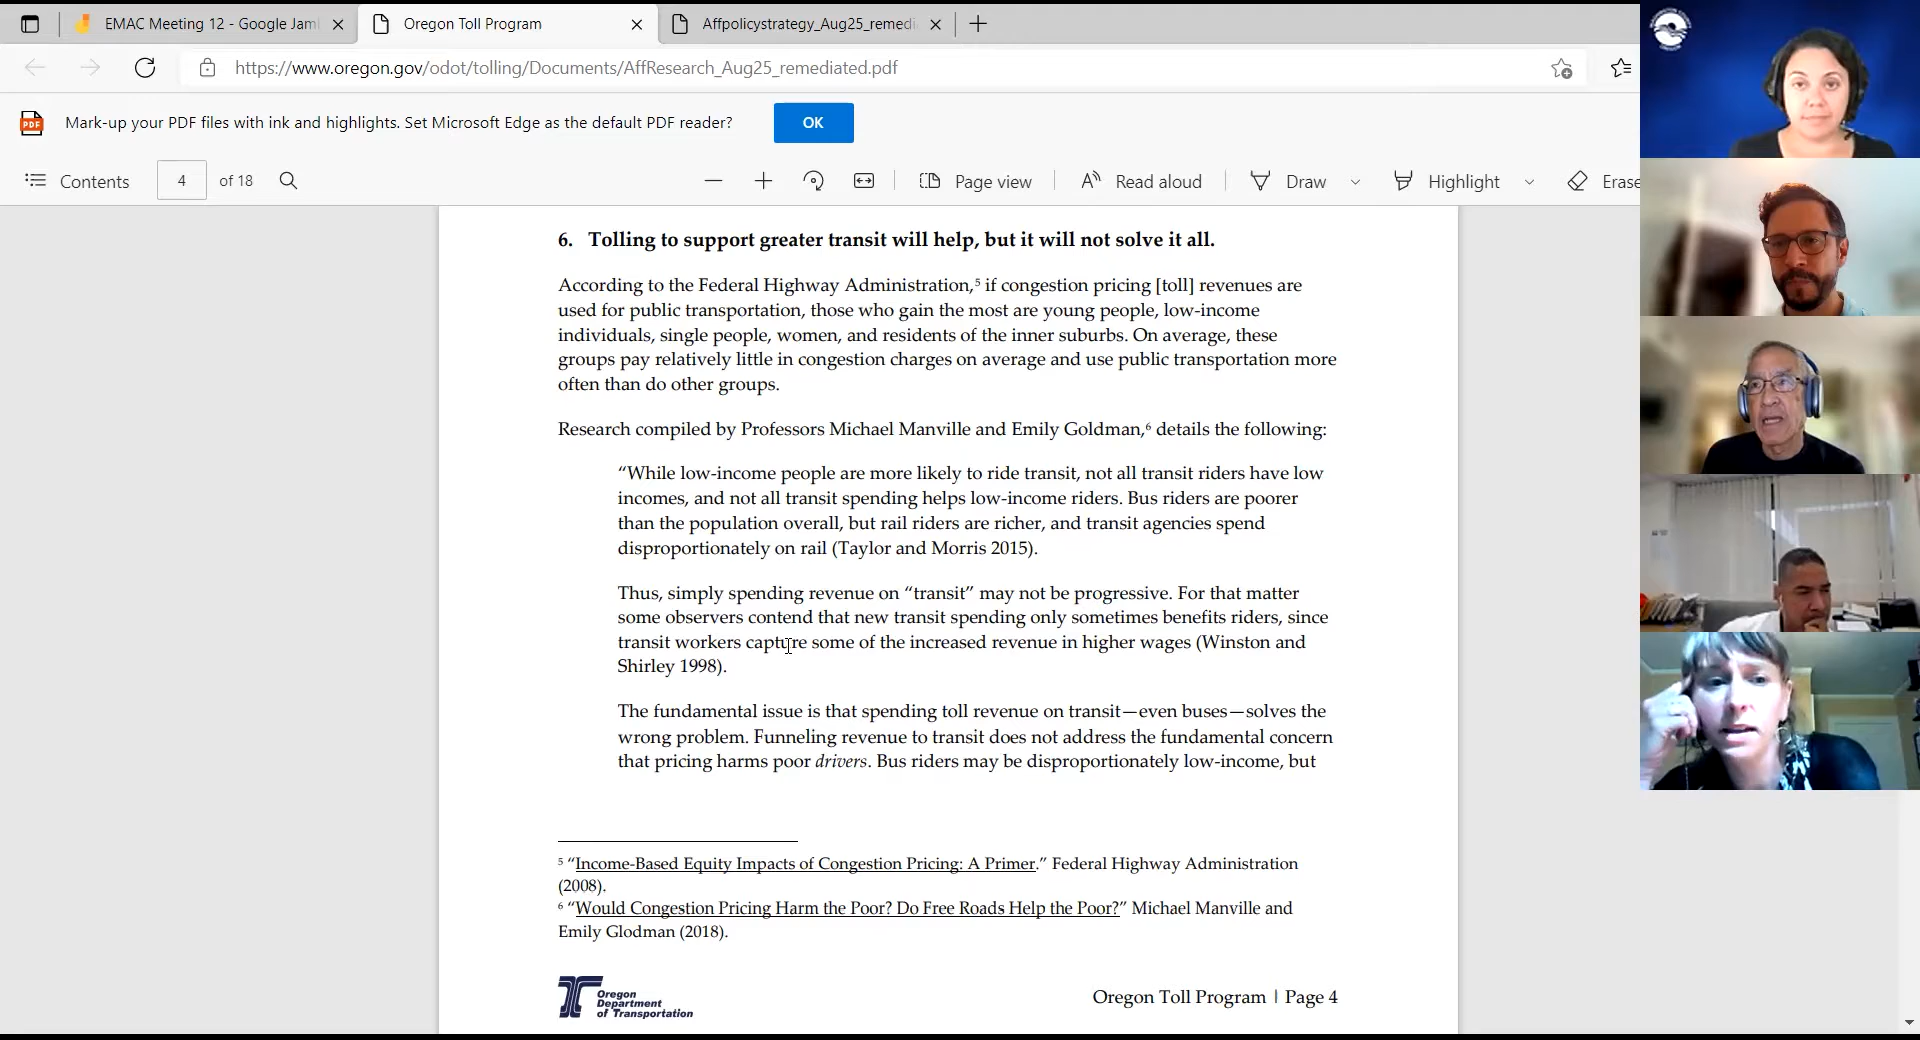 EMAC Meeting 12 - Google Jam
Oregon Toll Program
Affpolicystrategy_Aug25_remedi
https://www.oregon.gov/odot/tolling/Documents/AffResearch_Aug25_remediated.pdf
PDF
Mark-up your PDF files with ink and highlights. Set Microsoft Edge as the default PDF reader?
OK
Contents
4
of 18
Page view
Read aloud
Draw
Highlight
Erase
6. Tolling to support greater transit will help, but it will not solve it all.
According to the Federal Highway Administration,⁵ if congestion pricing [toll] revenues are
used for public transportation, those who gain the most are young people, low-income
individuals, single people, women, and residents of the inner suburbs. On average, these
groups pay relatively little in congestion charges on average and use public transportation more
often than do other groups.
Research compiled by Professors Michael Manville and Emily Goldman,⁶ details the following:
“While low-income people are more likely to ride transit, not all transit riders have low
incomes, and not all transit spending helps low-income riders. Bus riders are poorer
than the population overall, but rail riders are richer, and transit agencies spend
disproportionately on rail (Taylor and Morris 2015).
Thus, simply spending revenue on “transit” may not be progressive. For that matter
some observers contend that new transit spending only sometimes benefits riders, since
transit workers capture some of the increased revenue in higher wages (Winston and
Shirley 1998).
The fundamental issue is that spending toll revenue on transit—even buses—solves the
wrong problem. Funneling revenue to transit does not address the fundamental concern
that pricing harms poor drivers. Bus riders may be disproportionately low-income, but
⁵ “Income-Based Equity Impacts of Congestion Pricing: A Primer.” Federal Highway Administration
(2008).
⁶ “Would Congestion Pricing Harm the Poor? Do Free Roads Help the Poor?” Michael Manville and
Emily Glodman (2018).
Oregon
Department
of Transportation
Oregon Toll Program | Page 4